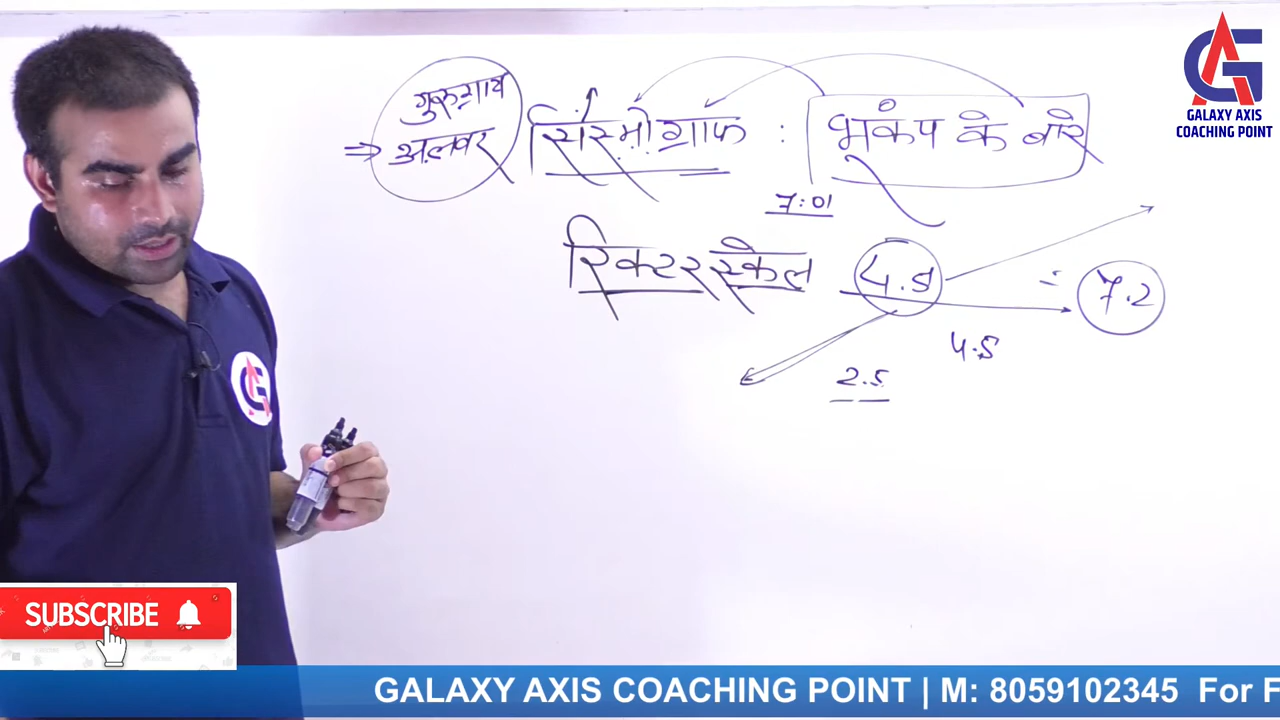 गुरुग्राव
⇒ अलवर
सिस्मोग्राफ : भूकंप के बारे
7:01
रिक्टर स्केल 4.5 = 7.2
4.5
2.5
GALAXY AXIS
COACHING POINT
SUBSCRIBE
GALAXY AXIS COACHING POINT | M: 8059102345 For F